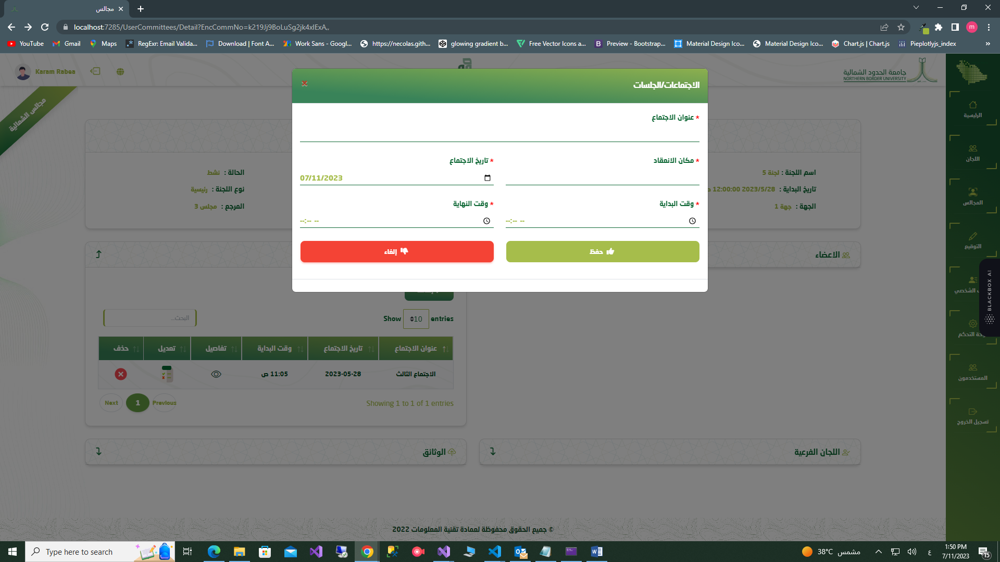 مجالس
localhost:7285/UserCommittees/Detail?EncCommNo=k219Jj9BoLuSg2jk4xIExA,,
m
YouTube
Gmail
Maps
RegExr: Email Valida...
Download | Font A...
Work Sans - Googl...
https://necolas.gith...
glowing gradient b...
Free Vector Icons a...
Preview - Bootstrap...
Material Design Ico...
Material Design Ico...
Chart.js | Chart.js
Pieplotlyjs_index
»
Karam Rabea
جامعة الحدود الشمالية
NORTHERN BORDER UNIVERSITY
مجالس الشمالية
الاجتماعات/الجلسات
* عنوان الاجتماع
* مكان الانعقاد
* تاريخ الاجتماع
07/11/2023
* وقت البداية
* وقت النهاية
--:-- --
--:-- --
حفظ
إلغاء
اسم اللجنة : لجنة 5
تاريخ البداية : 2023/5/28 12:00:00
الجهة : جهة 1
الحالة : نشط
نوع اللجنة : رئيسية
المرجع : مجلس 3
الاعضاء
Show 10 entries
البحث...
عنوان الاجتماع
تاريخ الاجتماع
وقت البداية
تفاصيل
تعديل
حذف
الاجتماع الثالث
2023-05-28
11:05 ص
Showing 1 to 1 of 1 entries
Previous
1
Next
اللجان الفرعية
الوثائق
© جميع الحقوق محفوظة لعمادة تقنية المعلومات 2022
الرئيسية
اللجان
المجالس
التوقيع
الشخصي
التحكم
المستخدمون
تسجيل الخروج
BLACKBOX AI
Type here to search
38°C مشمس
ع
1:50 PM
7/11/2023
15